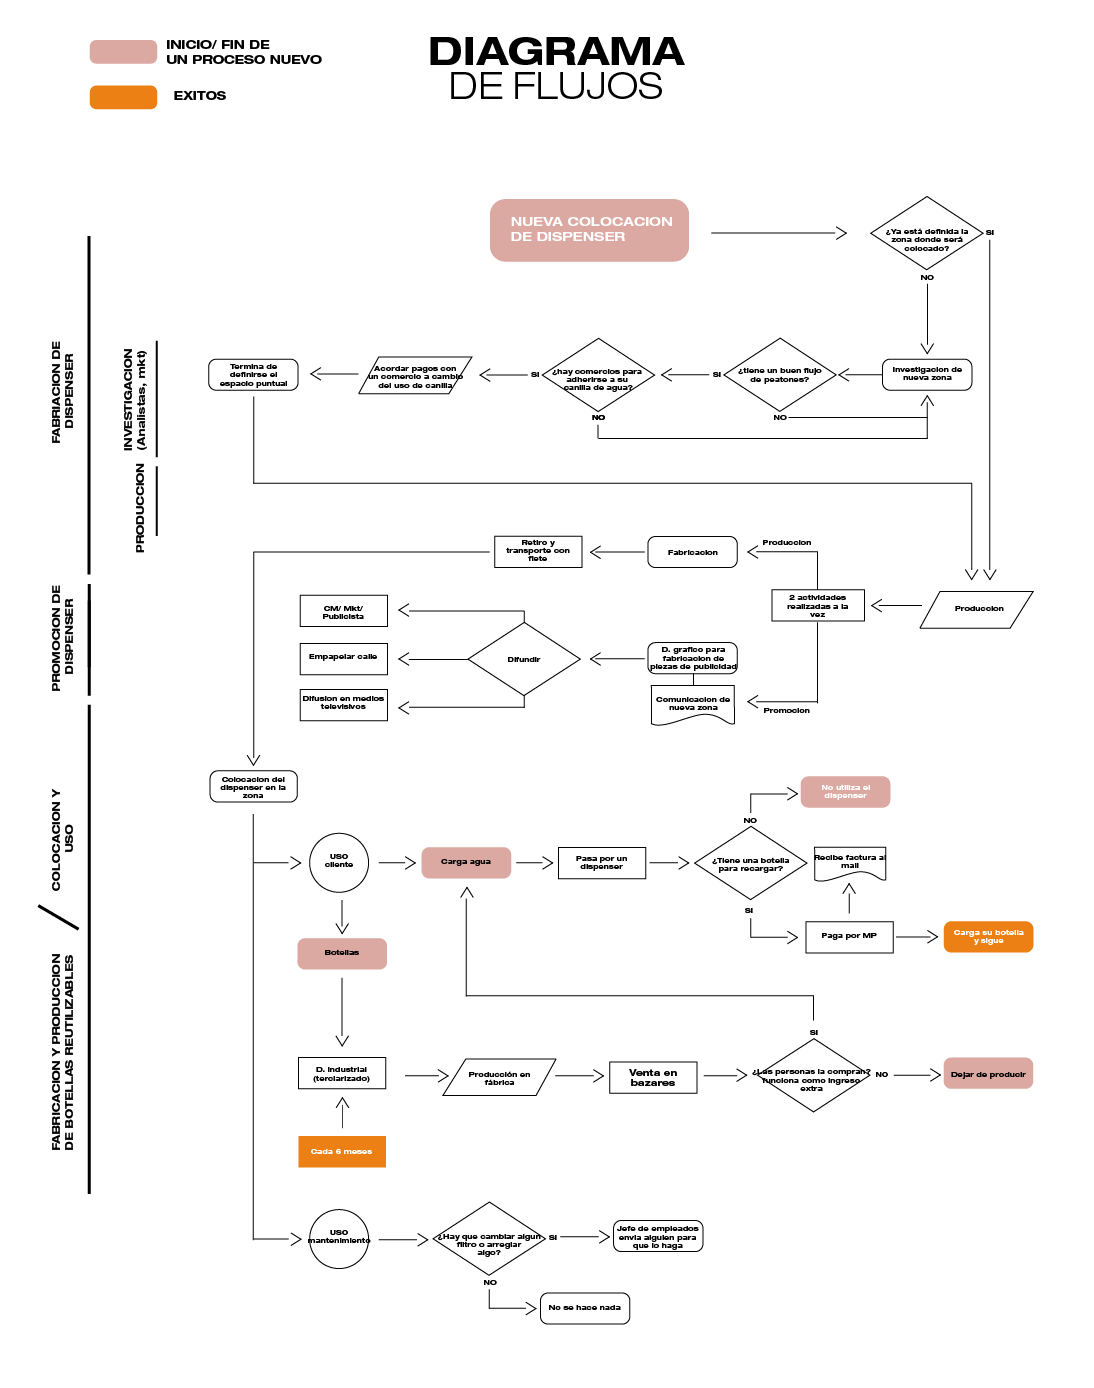 INICIO/ FIN DE
UN PROCESO NUEVO
EXITOS
DIAGRAMA
DE FLUJOS
NUEVA COLOCACION
DE DISPENSER
¿Ya está definida la
zona donde será
colocado?
SI
NO
FABRIACION DE
DISPENSER
INVESTIGACION
(Analistas, mkt)
PRODUCCION
Termina de
definirse el
espacio puntual
Acordar pagos con
un comercio a cambio
del uso de canilla
SI
¿hay comercios para
adherirse a su
canilla de agua?
NO
SI
¿tiene un buen flujo
de peatones?
NO
Investigacion de
nueva zona
Retiro y
transporte con
flete
Fabricacion
Produccion
2 actividades
realizadas a la
vez
Produccion
PROMOCION DE
DISPENSER
CM/ Mkt/
Publicista
Empapelar calle
Difusion en medios
televisivos
Difundir
D. grafico para
fabricacion de
piezas de publicidad
Comunicacion de
nueva zona
Promocion
COLOCACION Y
USO
Colocacion del
dispenser en la
zona
No utiliza el
dispenser
NO
USO
cliente
Carga agua
Pasa por un
dispenser
¿Tiene una botella
para recargar?
Recibe factura al
mail
SI
Paga por MP
Carga su botella
y sigue
Botellas
FABRICACION Y PRODUCCION
DE BOTELLAS REUTILIZABLES
SI
D. Industrial
(terciarizado)
Producción en
fábrica
Venta en
bazares
¿Las personas la compran?
funciona como ingreso
extra
NO
Dejar de producir
Cada 6 meses
USO
mantenimiento
¿Hay que cambiar algun
filtro o arreglar
algo?
SI
Jefe de empleados
envia alguien para
que lo haga
NO
No se hace nada